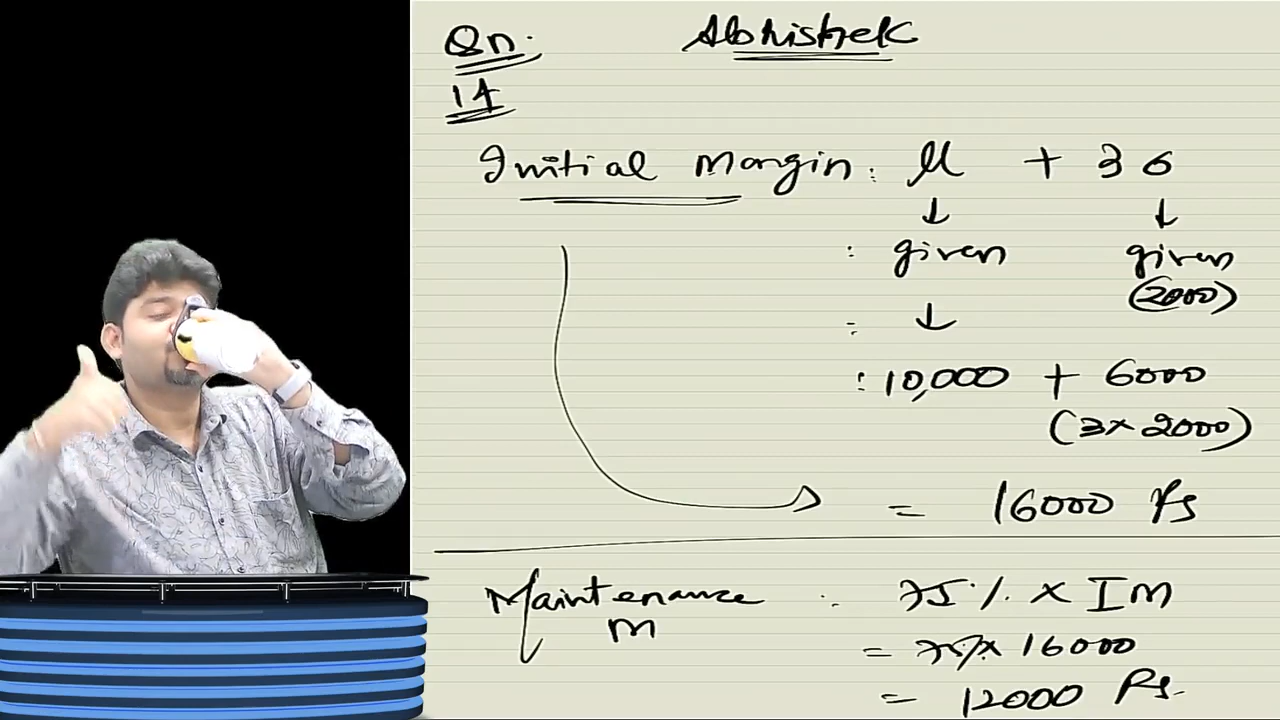 Qn. Abhishek
14
Initial Margin : μ + 3σ
↓ ↓
: given given
(2000)
= ↓
: 10,000 + 6000
(3 x 2000)
= 16000 Rs
Maintenance M : 75% x IM
= 75% x 16000
= 12000 Rs.